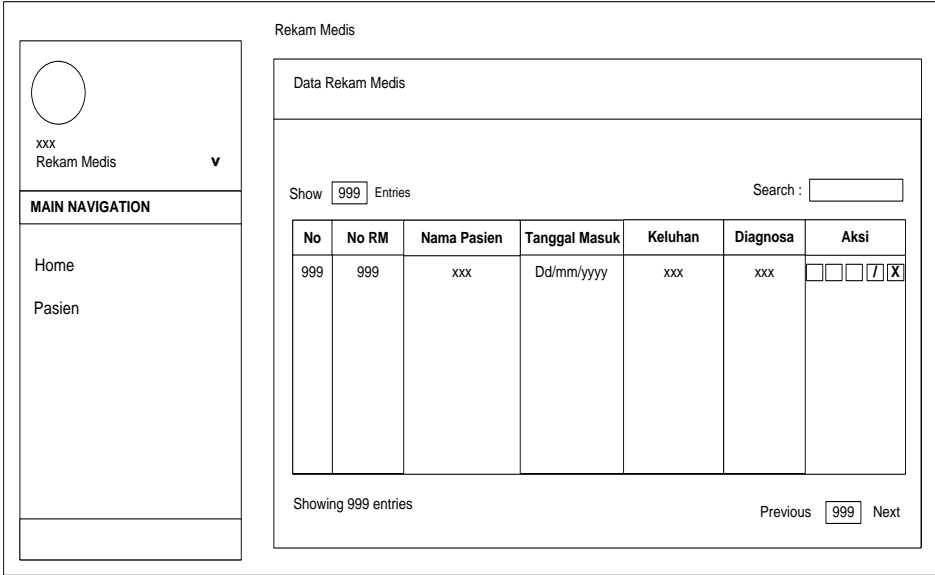 Rekam Medis
xxx
Rekam Medis v
MAIN NAVIGATION
Home
Pasien
Data Rekam Medis
Show 999 Entries Search :
No No RM Nama Pasien Tanggal Masuk Keluhan Diagnosa Aksi
999 999 xxx Dd/mm/yyyy xxx xxx / X
Showing 999 entries
Previous 999 Next